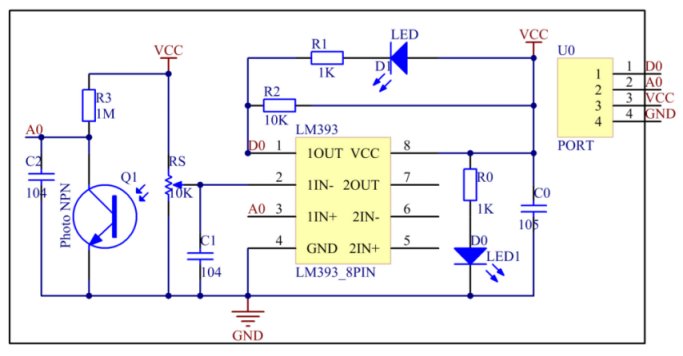 VCC
R3
1M
A0
C2
104
Photo NPN
Q1
RS
10K
C1
104
R1
1K
D1
LED
R2
10K
VCC
LM393
D0
1
1OUT
VCC
8
2
1IN-
2OUT
7
A0
3
1IN+
2IN-
6
4
GND
2IN+
5
LM393_8PIN
GND
R0
1K
D0
LED1
C0
105
U0
1
1
D0
2
2
A0
3
3
VCC
4
4
GND
PORT